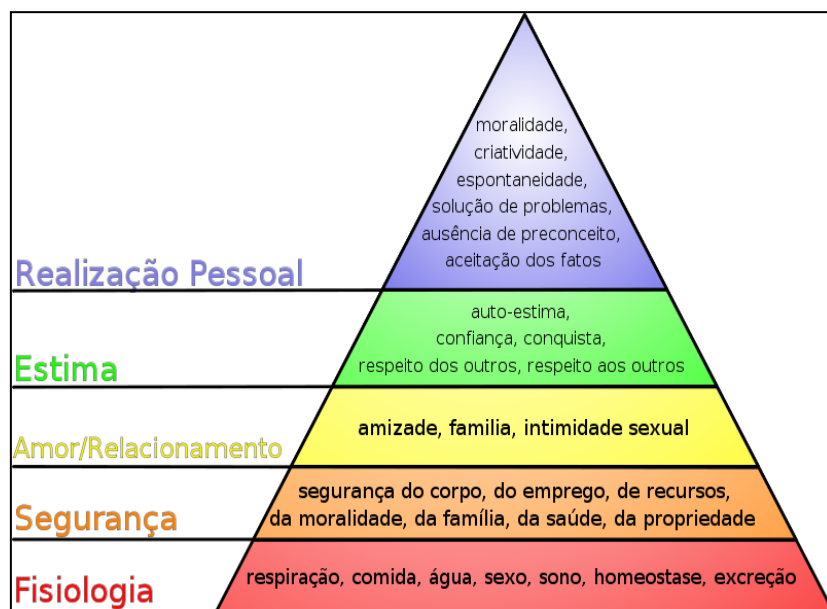 moralidade,
criatividade,
espontaneidade,
solução de problemas,
ausência de preconceito,
aceitação dos fatos
Realização Pessoal
auto-estima,
confiança, conquista,
respeito dos outros, respeito aos outros
Estima
amizade, familia, intimidade sexual
Amor/Relacionamento
segurança do corpo, do emprego, de recursos,
da moralidade, da família, da saúde, da propriedade
Segurança
respiração, comida, água, sexo, sono, homeostase, excreção
Fisiologia